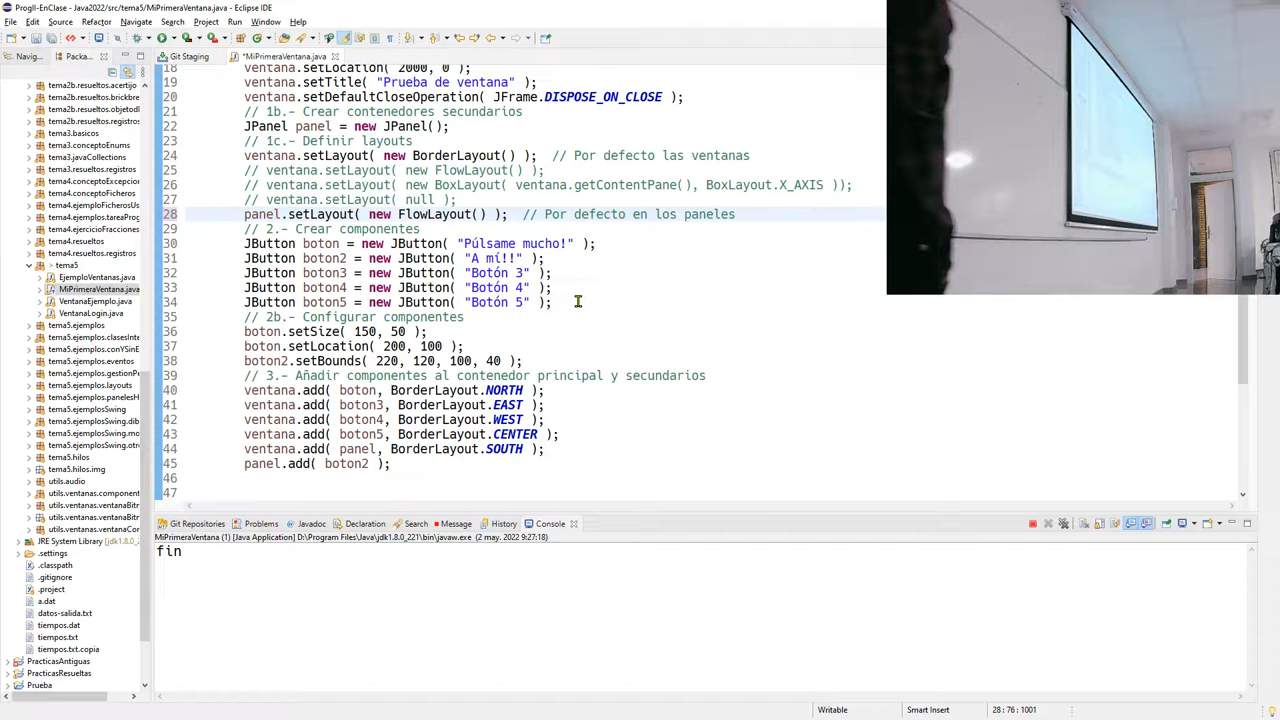 ProgII-EnClase - Java2022/src/tema5/MiPrimeraVentana.java - Eclipse IDE
File Edit Source Refactor Navigate Search Project Run Window Help
Navig...
Packa...
Git Staging
*MiPrimeraVentana.java
tema2b.resueltos.acertijo
tema2b.resueltos.brickbre
tema2b.resueltos.objetod
tema2b.resueltos.registros
tema3.basicos
tema3.conceptoEnums
tema3.javaCollections
tema4.conceptoExcepcion
tema4.conceptoFicheros
tema4.ejemploFicherosUs
tema4.ejercicio.tareaProg
tema4.ejercicioFracciones
tema4.resueltos
tema4.resueltos.registros
tema5
EjemploVentanas.java
MiPrimeraVentana.java
VentanaEjemplo.java
VentanaLogin.java
tema5.ejemplos
tema5.ejemplos.clasesInte
tema5.ejemplos.conYSinE
tema5.ejemplos.eventos
tema5.ejemplos.gestionPe
tema5.ejemplos.layouts
tema5.ejemplos.panelesH
tema5.ejemplosSwing
tema5.ejemplosSwing.dib
tema5.ejemplosSwing.mo
tema5.ejemplosSwing.otr
tema5.hilos
tema5.hilos.img
utils.audio
utils.ventanas.component
utils.ventanas.ventanaBitr
utils.ventanas.ventanaBitr
utils.ventanas.ventanaCor
JRE System Library [jdk1.8.0_2
.settings
.classpath
.gitignore
.project
a.dat
datos-salida.txt
tiempos.dat
tiempos.txt
tiempos.txt.copia
PracticasAntiguas
PracticasResueltas
Prueba
18 ventana.setLocation( 2000, 0 );
19 ventana.setTitle( "Prueba de ventana" );
20 ventana.setDefaultCloseOperation( JFrame.DISPOSE_ON_CLOSE );
21 // 1b.- Crear contenedores secundarios
22 JPanel panel = new JPanel();
23 // 1c.- Definir layouts
24 ventana.setLayout( new BorderLayout() ); // Por defecto las ventanas
25 // ventana.setLayout( new FlowLayout() );
26 // ventana.setLayout( new BoxLayout( ventana.getContentPane(), BoxLayout.X_AXIS ));
27 // ventana.setLayout( null );
28 panel.setLayout( new FlowLayout() ); // Por defecto en los paneles
29 // 2.- Crear componentes
30 JButton boton = new JButton( "Púlsame mucho!" );
31 JButton boton2 = new JButton( "A mí!!" );
32 JButton boton3 = new JButton( "Botón 3" );
33 JButton boton4 = new JButton( "Botón 4" );
34 JButton boton5 = new JButton( "Botón 5" );
35 // 2b.- Configurar componentes
36 boton.setSize( 150, 50 );
37 boton.setLocation( 200, 100 );
38 boton2.setBounds( 220, 120, 100, 40 );
39 // 3.- Añadir componentes al contenedor principal y secundarios
40 ventana.add( boton, BorderLayout.NORTH );
41 ventana.add( boton3, BorderLayout.EAST );
42 ventana.add( boton4, BorderLayout.WEST );
43 ventana.add( boton5, BorderLayout.CENTER );
44 ventana.add( panel, BorderLayout.SOUTH );
45 panel.add( boton2 );
46
47
Git Repositories Problems Javadoc Declaration Search Message History Console
MiPrimeraVentana (1) [Java Application] D:\Program Files\Java\jdk1.8.0_221\bin\javaw.exe (2 may. 2022 9:27:18)
fin
Writable Smart Insert 28 : 76 : 1001